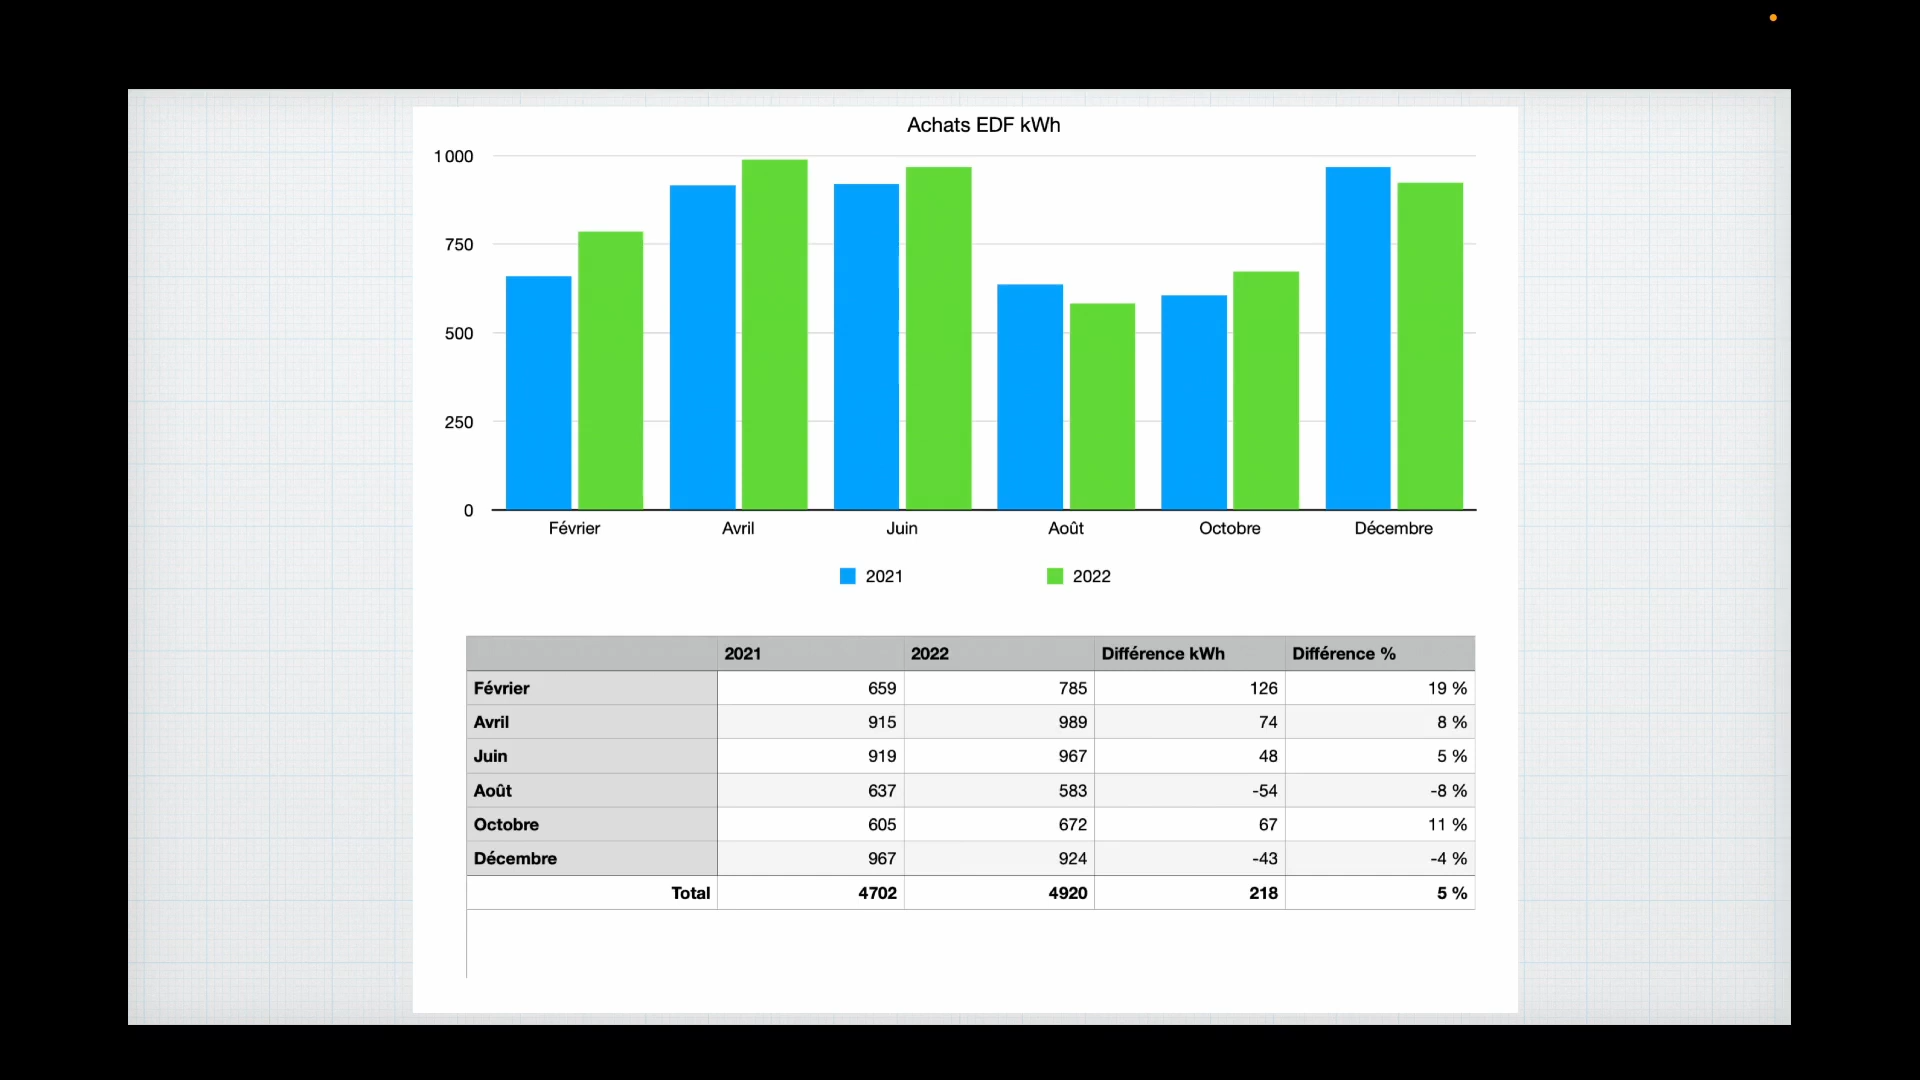 Achats EDF kWh
1 000
750
500
250
0
Février Avril Juin Août Octobre Décembre
2021 2022
2021 2022 Différence kWh Différence %
Février 659 785 126 19 %
Avril 915 989 74 8 %
Juin 919 967 48 5 %
Août 637 583 -54 -8 %
Octobre 605 672 67 11 %
Décembre 967 924 -43 -4 %
Total 4702 4920 218 5 %